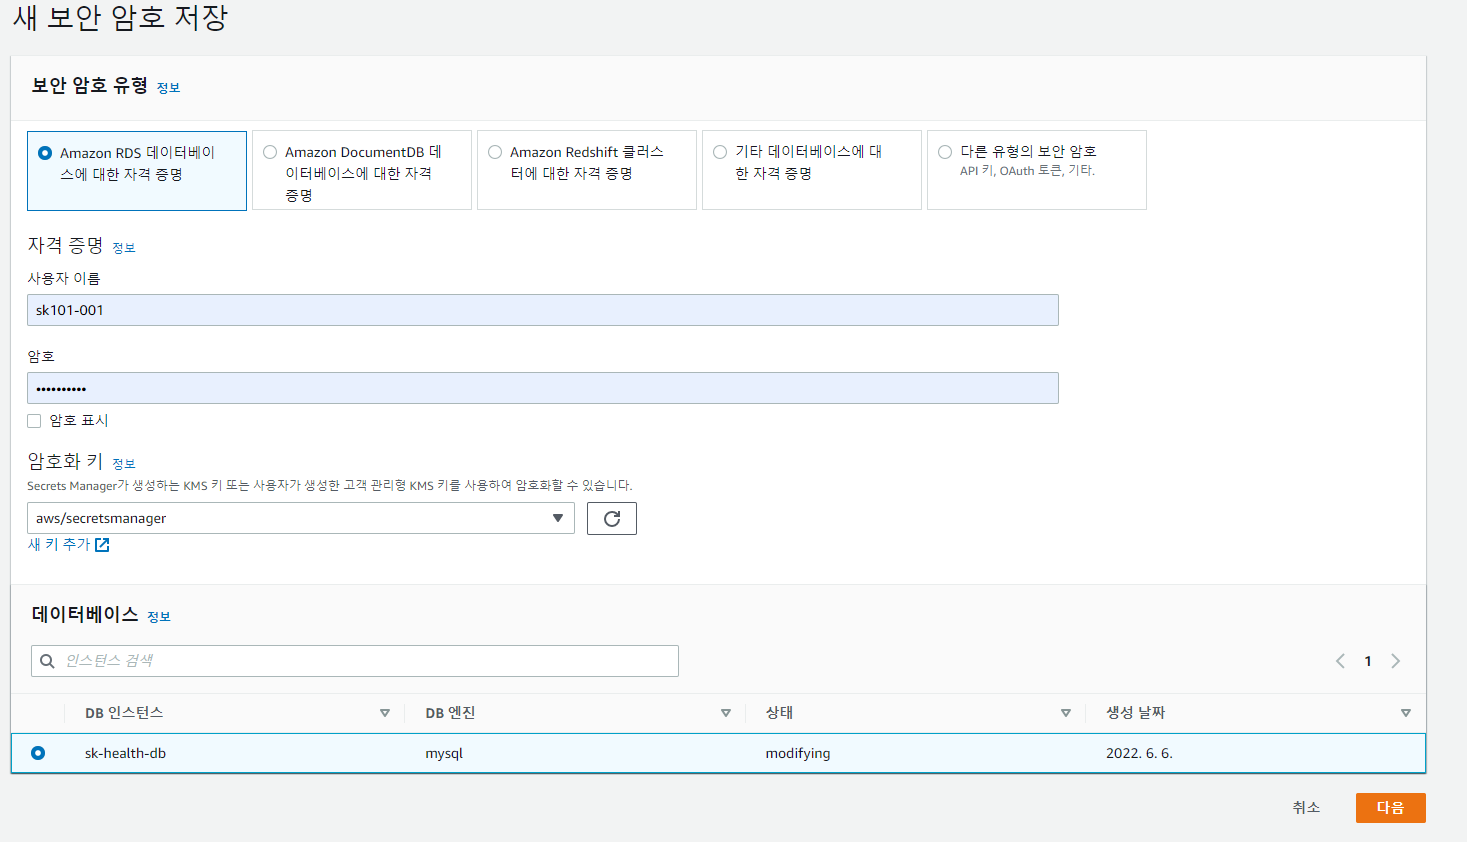 새 보안 암호 저장
보안 암호 유형 정보
Amazon RDS 데이터베이
스에 대한 자격 증명
Amazon DocumentDB 데
이터베이스에 대한 자격
증명
Amazon Redshift 클러스
터에 대한 자격 증명
기타 데이터베이스에 대
한 자격 증명
다른 유형의 보안 암호
API 키, OAuth 토큰, 기타.
자격 증명 정보
사용자 이름
sk101-001
암호
••••••••••
암호 표시
암호화 키 정보
Secrets Manager가 생성하는 KMS 키 또는 사용자가 생성한 고객 관리형 KMS 키를 사용하여 암호화할 수 있습니다.
aws/secretsmanager
새 키 추가
데이터베이스 정보
인스턴스 검색
1
DB 인스턴스 DB 엔진 상태 생성 날짜
sk-health-db mysql modifying 2022. 6. 6.
취소 다음